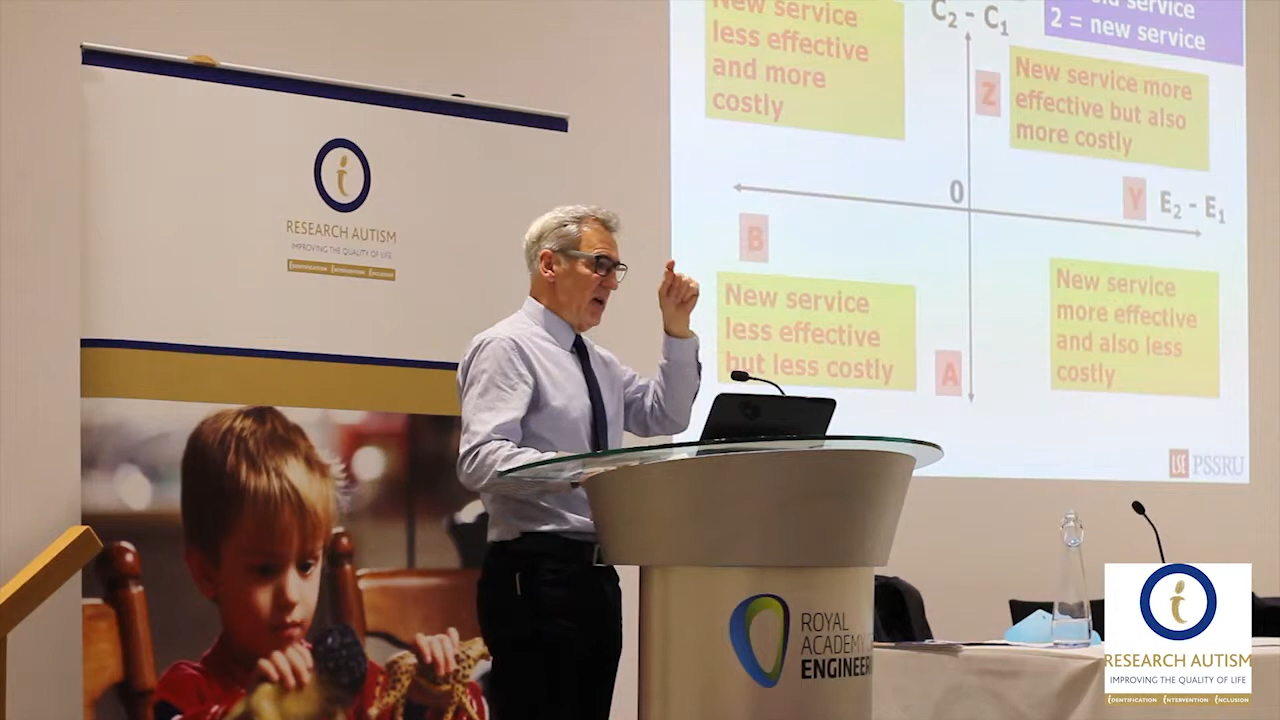 RESEARCH AUTISM
IMPROVING THE QUALITY OF LIFE
IDENTIFICATION INTERVENTION INCLUSION
New service
less effective
and more
costly
C2 - C1
service
2 = new service
Z
New service more
effective but also
more costly
0
Y
E2 - E1
B
New service
less effective
but less costly
A
New service
more effective
and also less
costly
LSE PSSRU
ROYAL
ACADEMY
ENGINEER
RESEARCH AUTISM
IMPROVING THE QUALITY OF LIFE
IDENTIFICATION INTERVENTION INCLUSION